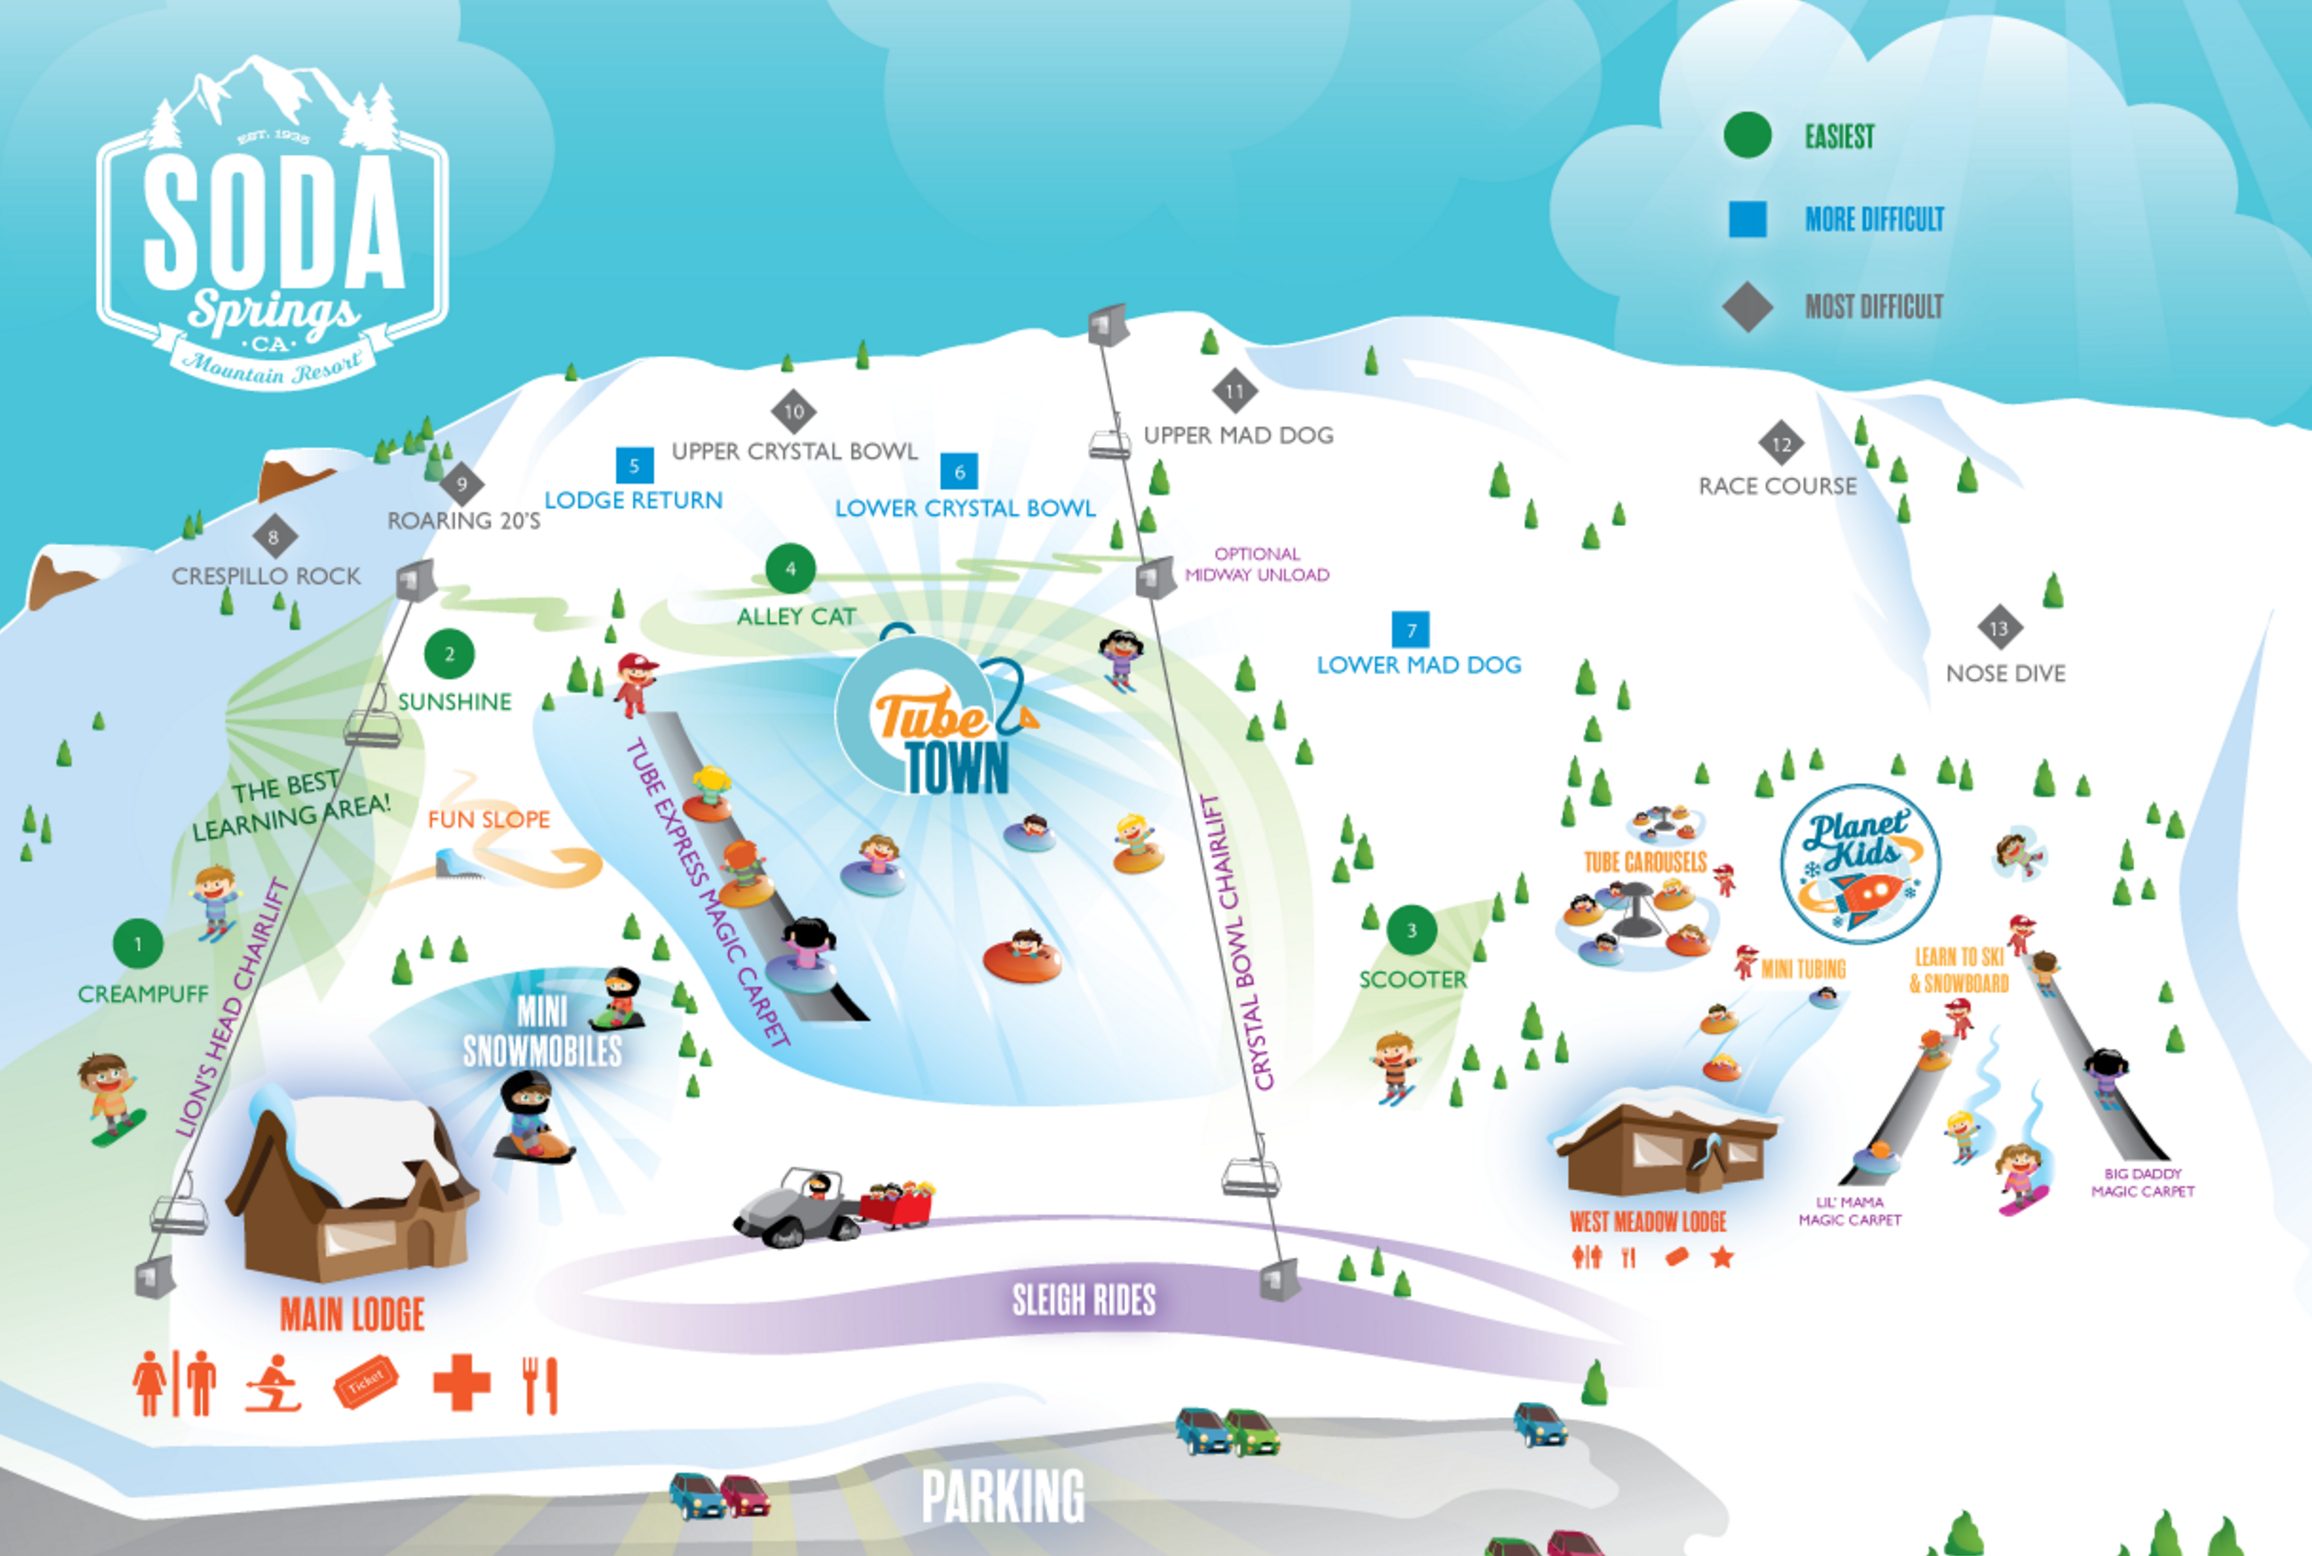 EST. 1935
SODA
Springs
·CA·
Mountain Resort
EASIEST
MORE DIFFICULT
MOST DIFFICULT
11
UPPER MAD DOG
10
UPPER CRYSTAL BOWL
12
RACE COURSE
5
LODGE RETURN
6
LOWER CRYSTAL BOWL
9
ROARING 20'S
8
CRESPILLO ROCK
OPTIONAL
MIDWAY UNLOAD
4
ALLEY CAT
7
LOWER MAD DOG
13
NOSE DIVE
2
SUNSHINE
Tube
TOWN
THE BEST
LEARNING AREA!
FUN SLOPE
TUBE EXPRESS MAGIC CARPET
CRYSTAL BOWL CHAIRLIFT
LION'S HEAD CHAIRLIFT
TUBE CAROUSELS
Planet
Kids
1
CREAMPUFF
3
SCOOTER
MINI TUBING
LEARN TO SKI
& SNOWBOARD
MINI
SNOWMOBILES
BIG DADDY
MAGIC CARPET
LIL' MAMA
MAGIC CARPET
WEST MEADOW LODGE
SLEIGH RIDES
MAIN LODGE
Ticket
PARKING